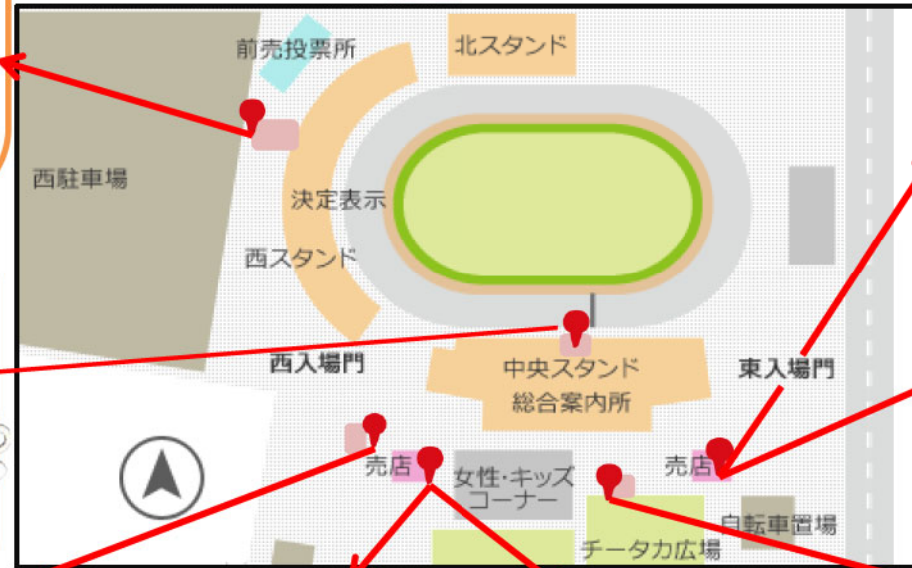 前売投票所
北スタンド
西駐車場
決定表示
西スタンド
西入場門
中央スタンド
総合案内所
東入場門
売店
女性・キッズ
コーナー
売店
自転車置場
チータカ広場